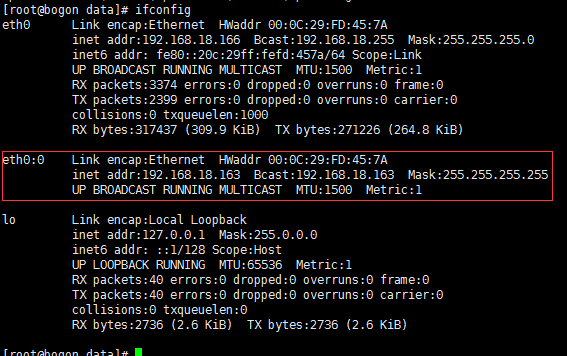 [root@bogon data]# ifconfig
eth0 Link encap:Ethernet HWaddr 00:0C:29:FD:45:7A
inet addr:192.168.18.166 Bcast:192.168.18.255 Mask:255.255.255.0
inet6 addr: fe80::20c:29ff:fefd:457a/64 Scope:Link
UP BROADCAST RUNNING MULTICAST MTU:1500 Metric:1
RX packets:3374 errors:0 dropped:0 overruns:0 frame:0
TX packets:2399 errors:0 dropped:0 overruns:0 carrier:0
collisions:0 txqueuelen:1000
RX bytes:317437 (309.9 KiB) TX bytes:271226 (264.8 KiB)
eth0:0 Link encap:Ethernet HWaddr 00:0C:29:FD:45:7A
inet addr:192.168.18.163 Bcast:192.168.18.163 Mask:255.255.255.255
UP BROADCAST RUNNING MULTICAST MTU:1500 Metric:1
lo Link encap:Local Loopback
inet addr:127.0.0.1 Mask:255.0.0.0
inet6 addr: ::1/128 Scope:Host
UP LOOPBACK RUNNING MTU:65536 Metric:1
RX packets:40 errors:0 dropped:0 overruns:0 frame:0
TX packets:40 errors:0 dropped:0 overruns:0 carrier:0
collisions:0 txqueuelen:0
RX bytes:2736 (2.6 KiB) TX bytes:2736 (2.6 KiB)
[root@bogon data]#